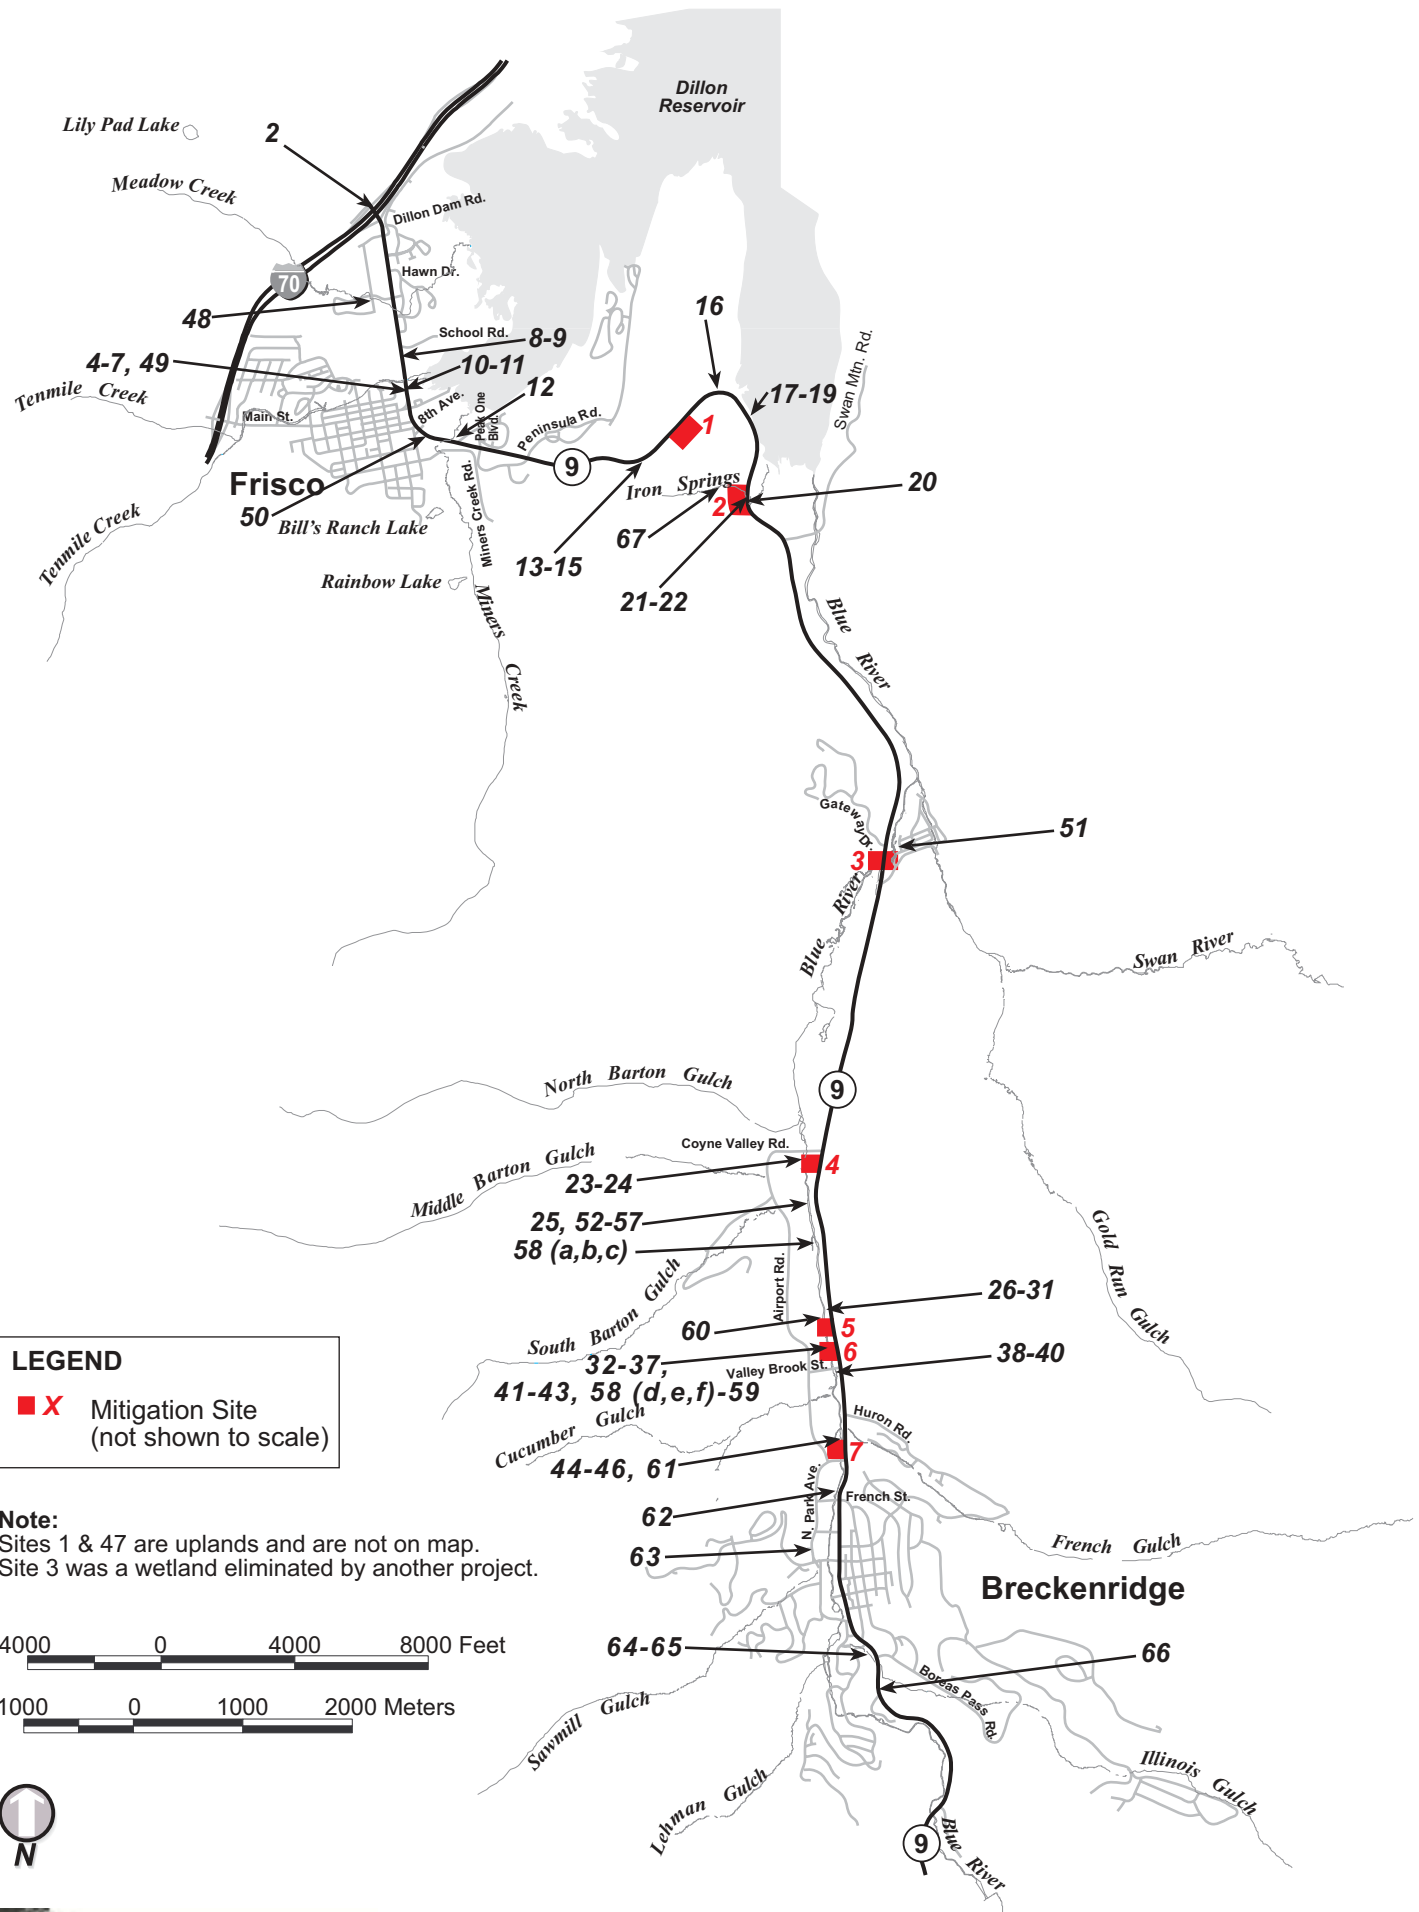 Dillon
Reservoir
Lily Pad Lake
2
Meadow Creek
Dillon Dam Rd.
Hawn Dr.
70
48
School Rd.
8-9
16
4-7, 49
10-11
Tenmile Creek
12
17-19
Swan Mtn. Rd.
Main St.
8th Ave.
Peak One
Blvd.
Peninsula Rd.
1
9
Frisco
50
Bill's Ranch Lake
Miners Creek Rd.
Iron Springs
2
20
67
Tenmile Creek
13-15
Rainbow Lake
21-22
Miners Creek
Blue River
Gateway Dr.
51
3
Blue River
Swan River
North Barton Gulch
9
Coyne Valley Rd.
Middle Barton Gulch
4
23-24
25, 52-57
58 (a,b,c)
Gold Run Gulch
Airport Rd.
South Barton Gulch
26-31
60
5
32-37,
6
38-40
Valley Brook St.
41-43, 58 (d,e,f)-59
LEGEND
X Mitigation Site
(not shown to scale)
Cucumber Gulch
Huron Rd.
44-46, 61
7
N. Park Ave.
French St.
62
63
French Gulch
Note:
Sites 1 & 47 are uplands and are not on map.
Site 3 was a wetland eliminated by another project.
Breckenridge
4000 0 4000 8000 Feet
1000 0 1000 2000 Meters
64-65
66
Boreas Pass Rd.
Sawmill Gulch
Illinois Gulch
Lehman Gulch
N
9
Blue River